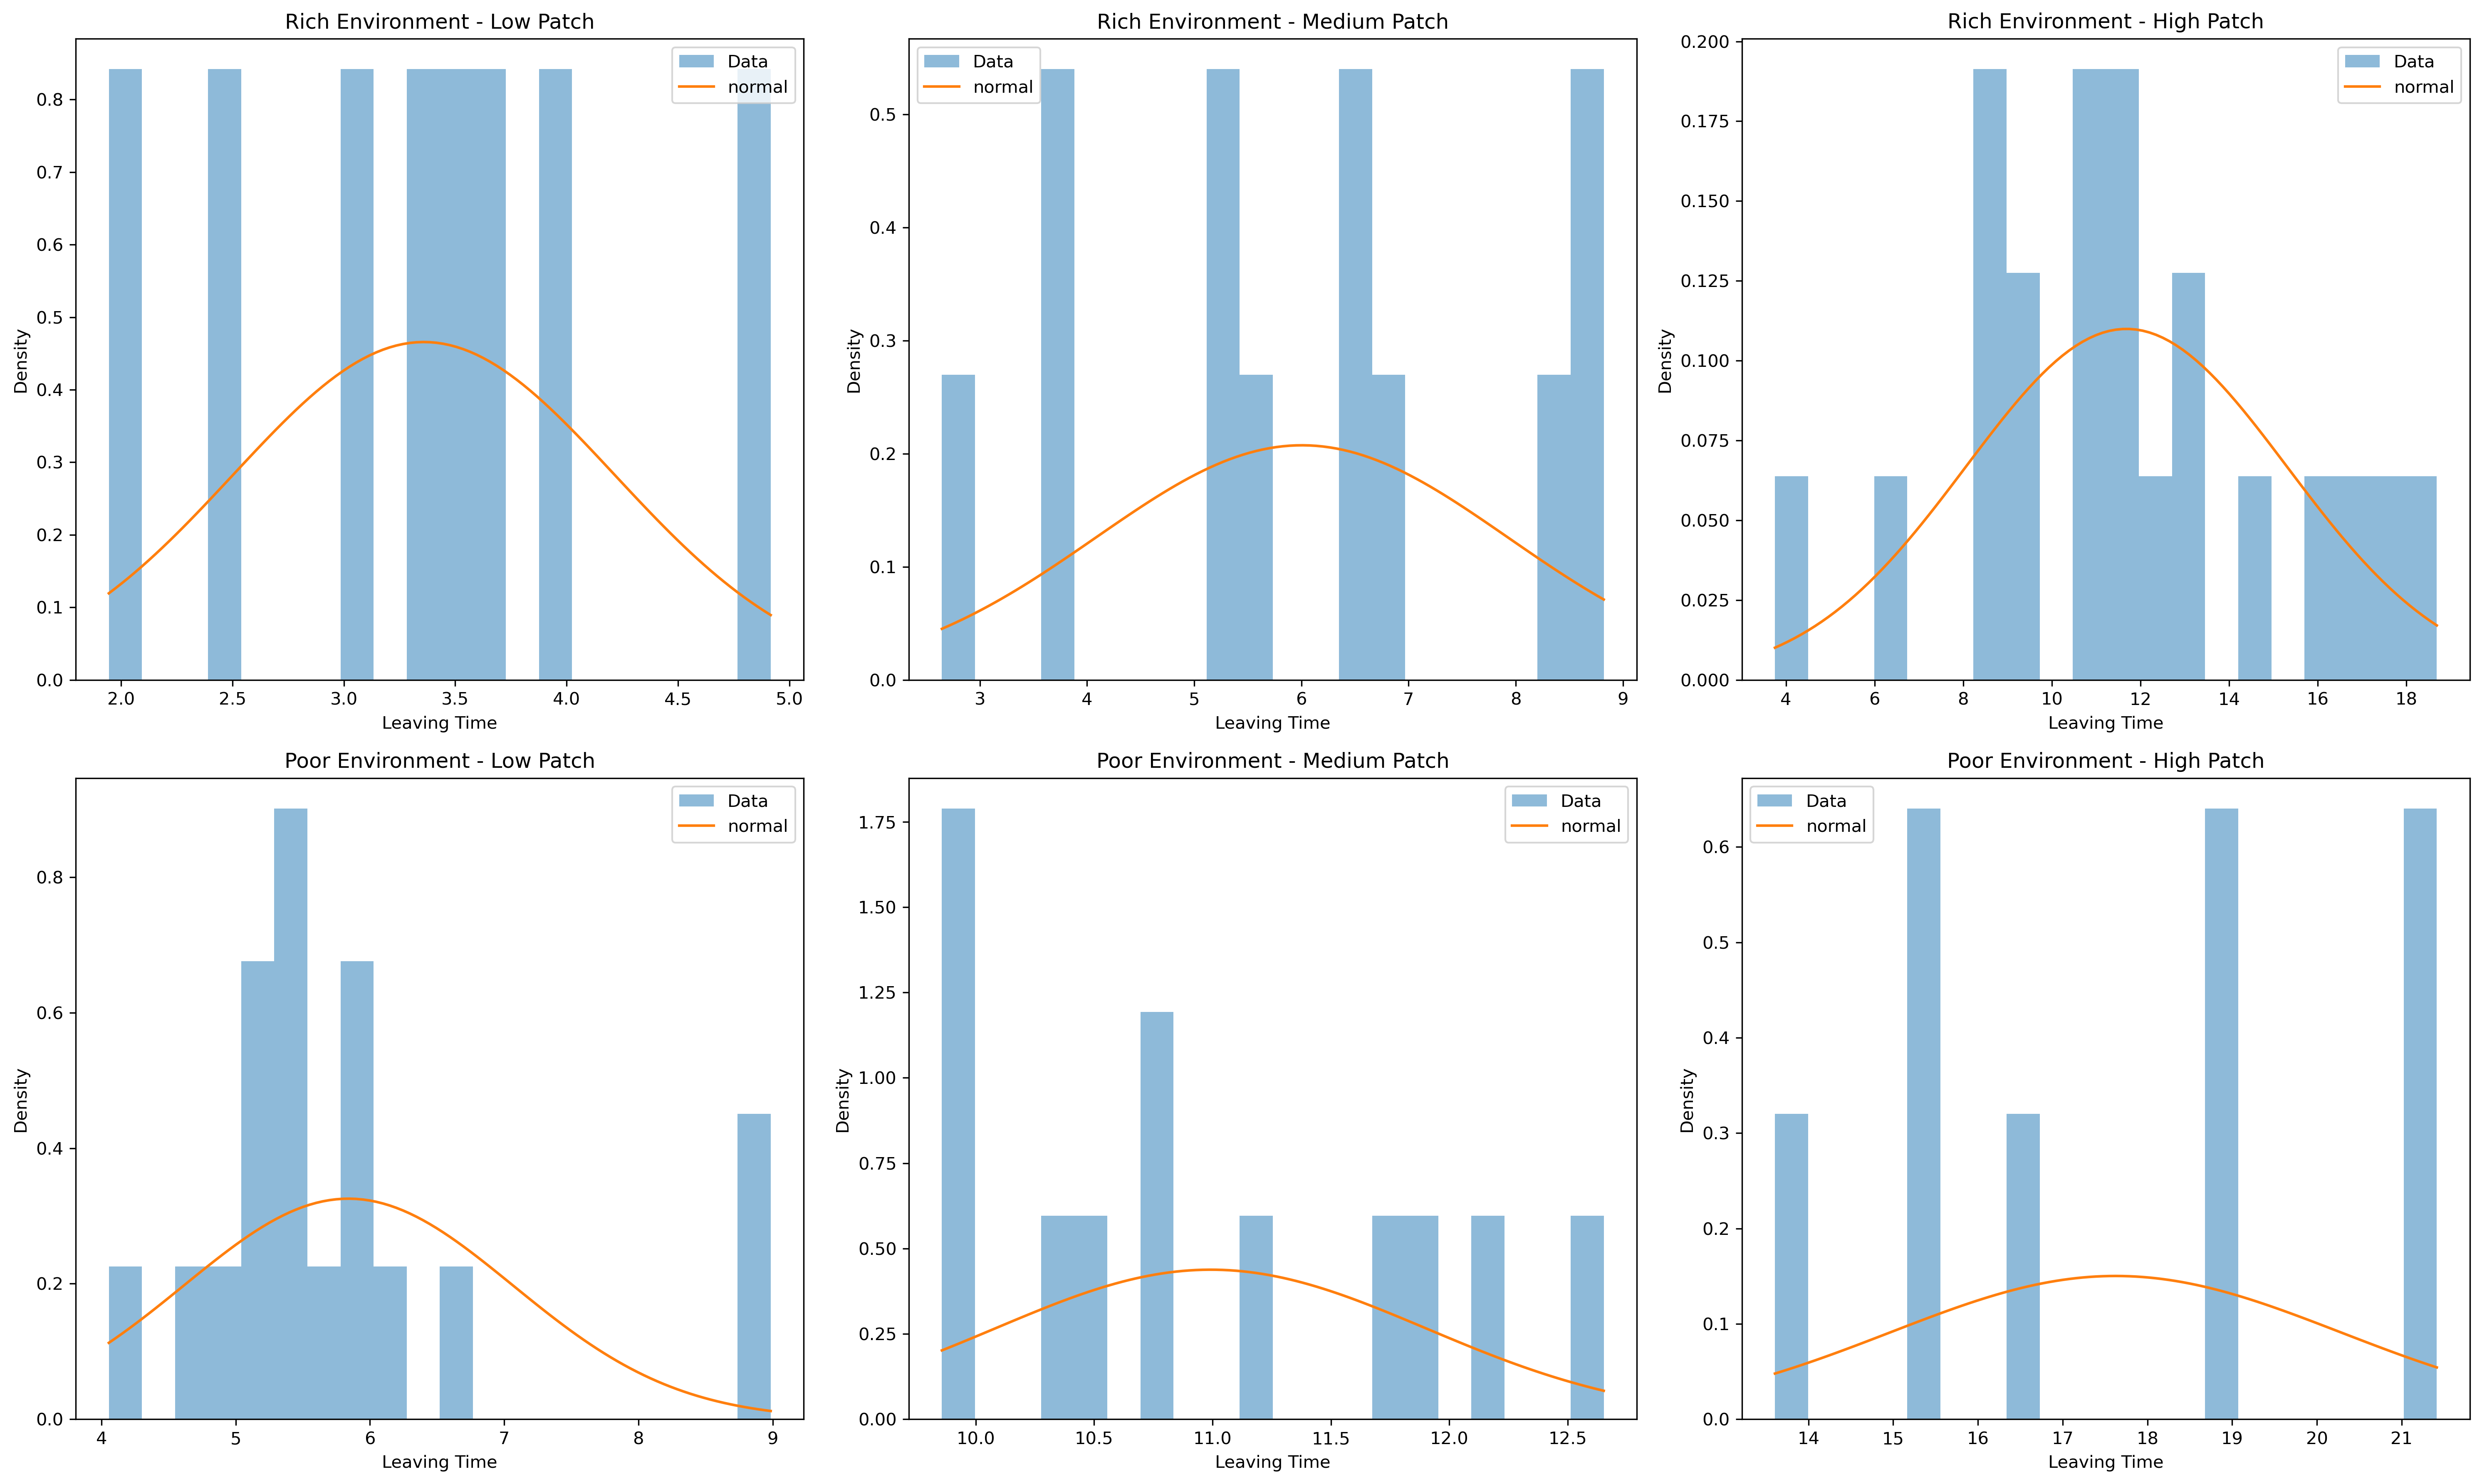 Rich Environment - Low Patch
Data
normal
Density
0.8
0.7
0.6
0.5
0.4
0.3
0.2
0.1
0.0
2.0 2.5 3.0 3.5 4.0 4.5 5.0
Leaving Time
Rich Environment - Medium Patch
Data
normal
Density
0.5
0.4
0.3
0.2
0.1
0.0
3 4 5 6 7 8 9
Leaving Time
Rich Environment - High Patch
Data
normal
Density
0.200
0.175
0.150
0.125
0.100
0.075
0.050
0.025
0.000
4 6 8 10 12 14 16 18
Leaving Time
Poor Environment - Low Patch
Data
normal
Density
0.8
0.6
0.4
0.2
0.0
4 5 6 7 8 9
Leaving Time
Poor Environment - Medium Patch
Data
normal
Density
1.75
1.50
1.25
1.00
0.75
0.50
0.25
0.00
10.0 10.5 11.0 11.5 12.0 12.5
Leaving Time
Poor Environment - High Patch
Data
normal
Density
0.6
0.5
0.4
0.3
0.2
0.1
0.0
14 15 16 17 18 19 20 21
Leaving Time